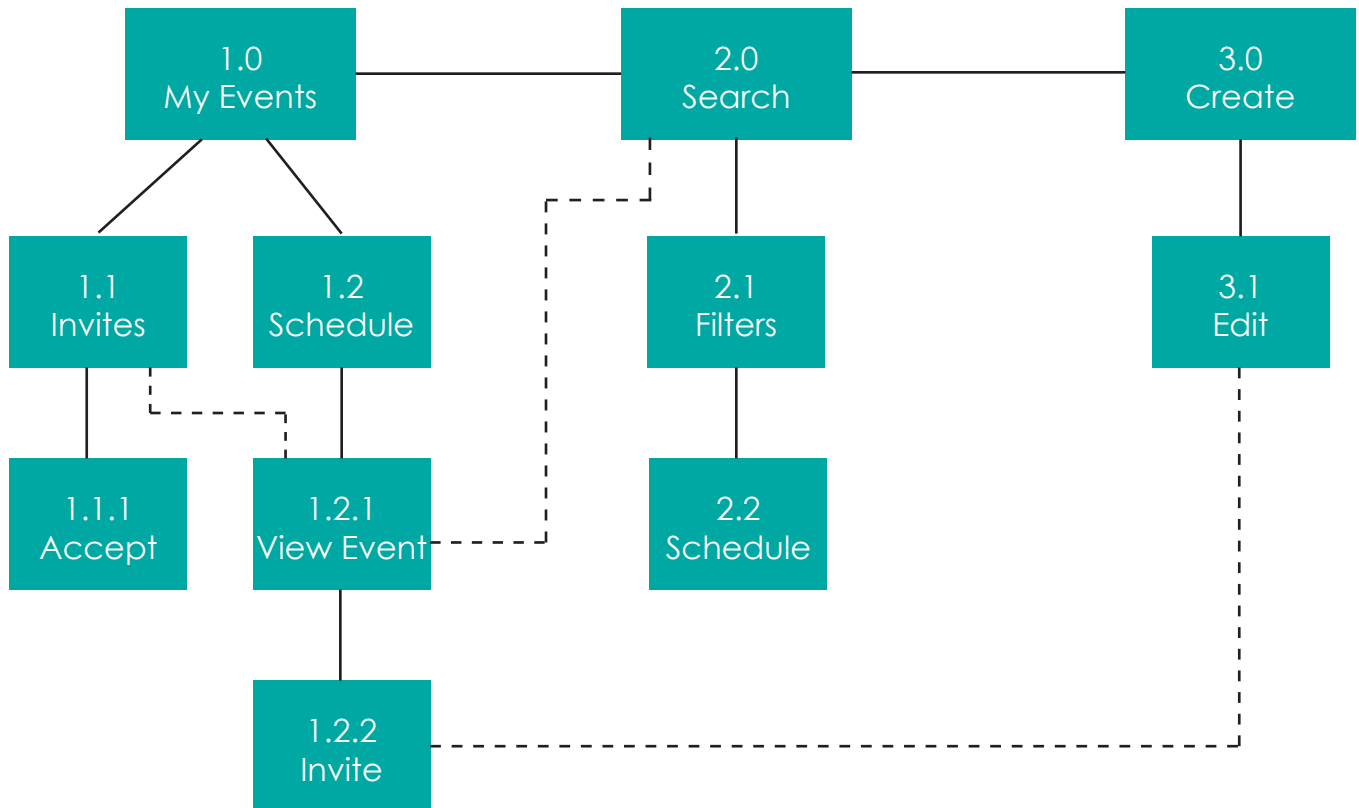 1.0
My Events
2.0
Search
3.0
Create
1.1
Invites
1.2
Schedule
2.1
Filters
3.1
Edit
1.1.1
Accept
1.2.1
View Event
2.2
Schedule
1.2.2
Invite